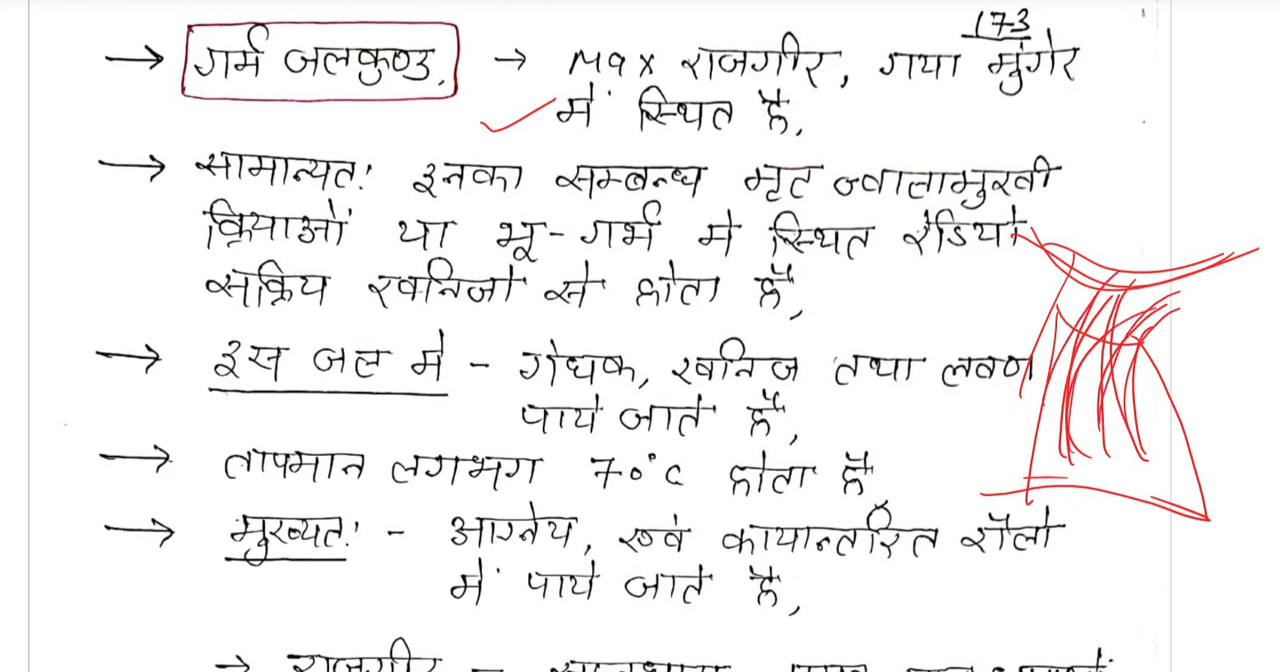 173
→ गर्म जलकुण्ड, → Max राजगीर, गया मुंगेर
में स्थित है,
→ सामान्यत: इनका सम्बन्ध मृत ज्वालामुखी
क्रियाओं या भू-गर्भ मे स्थित रेडियो
सक्रिय खनिजो से होता है,
→ इस जल मे - गंधक, खनिज तथा लवण
पाये जाते है,
→ तापमान लगभग 70°C होता है
→ मुख्यत: - आग्नेय, एवं कायान्तरित शैलो
में पाये जाते है,
→ राजगीर -